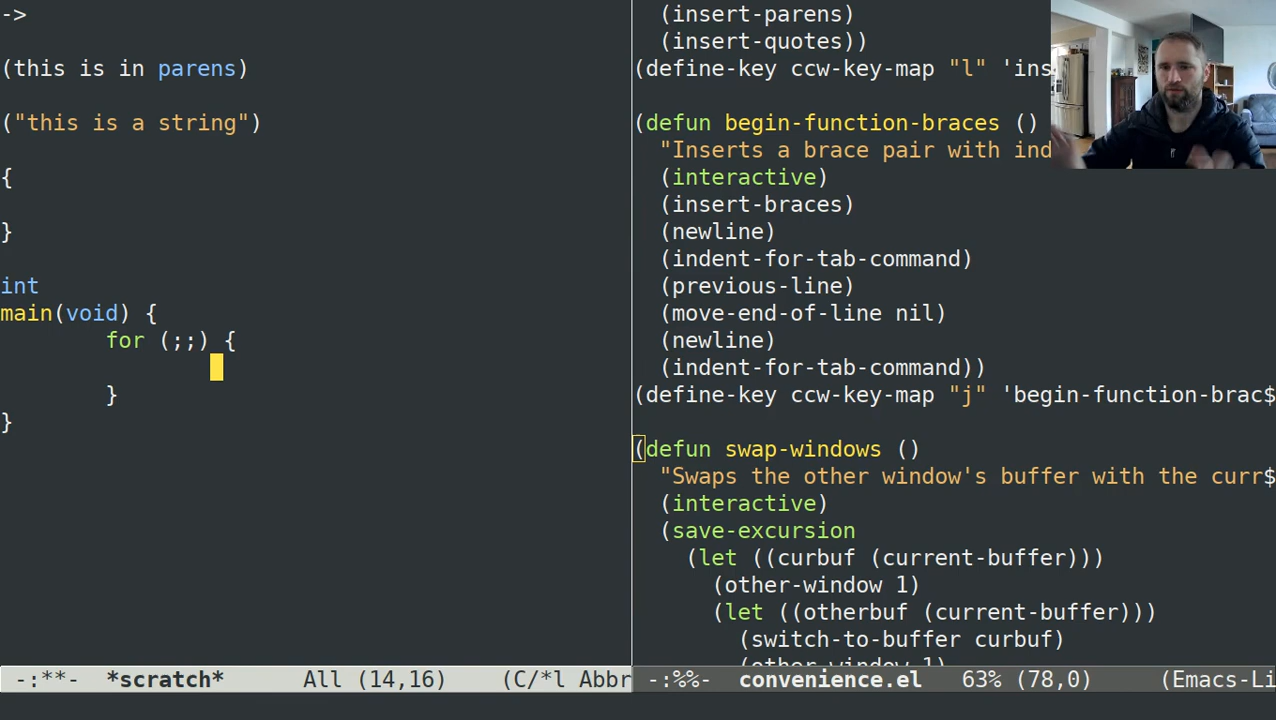 ->
(this is in parens)
("this is a string")
{
}
int
main(void) {
for (;;) {
}
}
-:**- *scratch* All (14,16) (C/*l Abbr
(insert-parens)
(insert-quotes))
(define-key ccw-key-map "l" 'ins
(defun begin-function-braces ()
"Inserts a brace pair with ind
(interactive)
(insert-braces)
(newline)
(indent-for-tab-command)
(previous-line)
(move-end-of-line nil)
(newline)
(indent-for-tab-command))
(define-key ccw-key-map "j" 'begin-function-brac$
(defun swap-windows ()
"Swaps the other window's buffer with the curr$
(interactive)
(save-excursion
(let ((curbuf (current-buffer)))
(other-window 1)
(let ((otherbuf (current-buffer)))
(switch-to-buffer curbuf)
(other-window 1)
-:%%- convenience.el 63% (78,0) (Emacs-Li